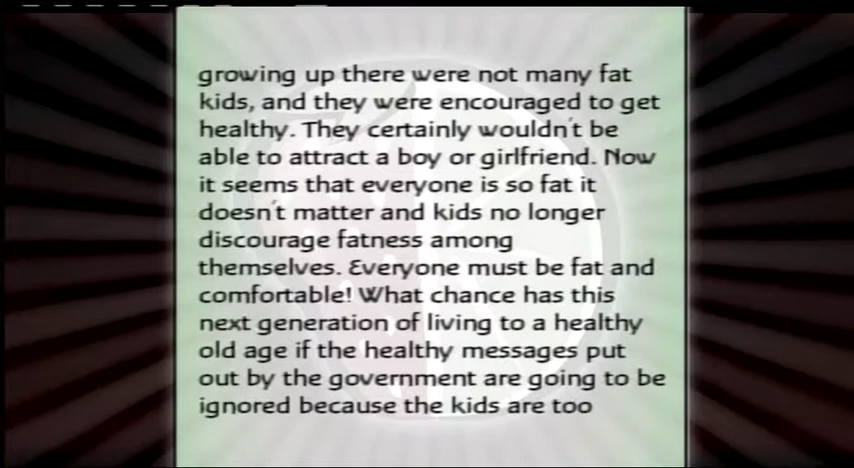 growing up there were not many fat
kids, and they were encouraged to get
healthy. They certainly wouldn't be
able to attract a boy or girlfriend. Now
it seems that everyone is so fat it
doesn't matter and kids no longer
discourage fatness among
themselves. Everyone must be fat and
comfortable! What chance has this
next generation of living to a healthy
old age if the healthy messages put
out by the government are going to be
ignored because the kids are too